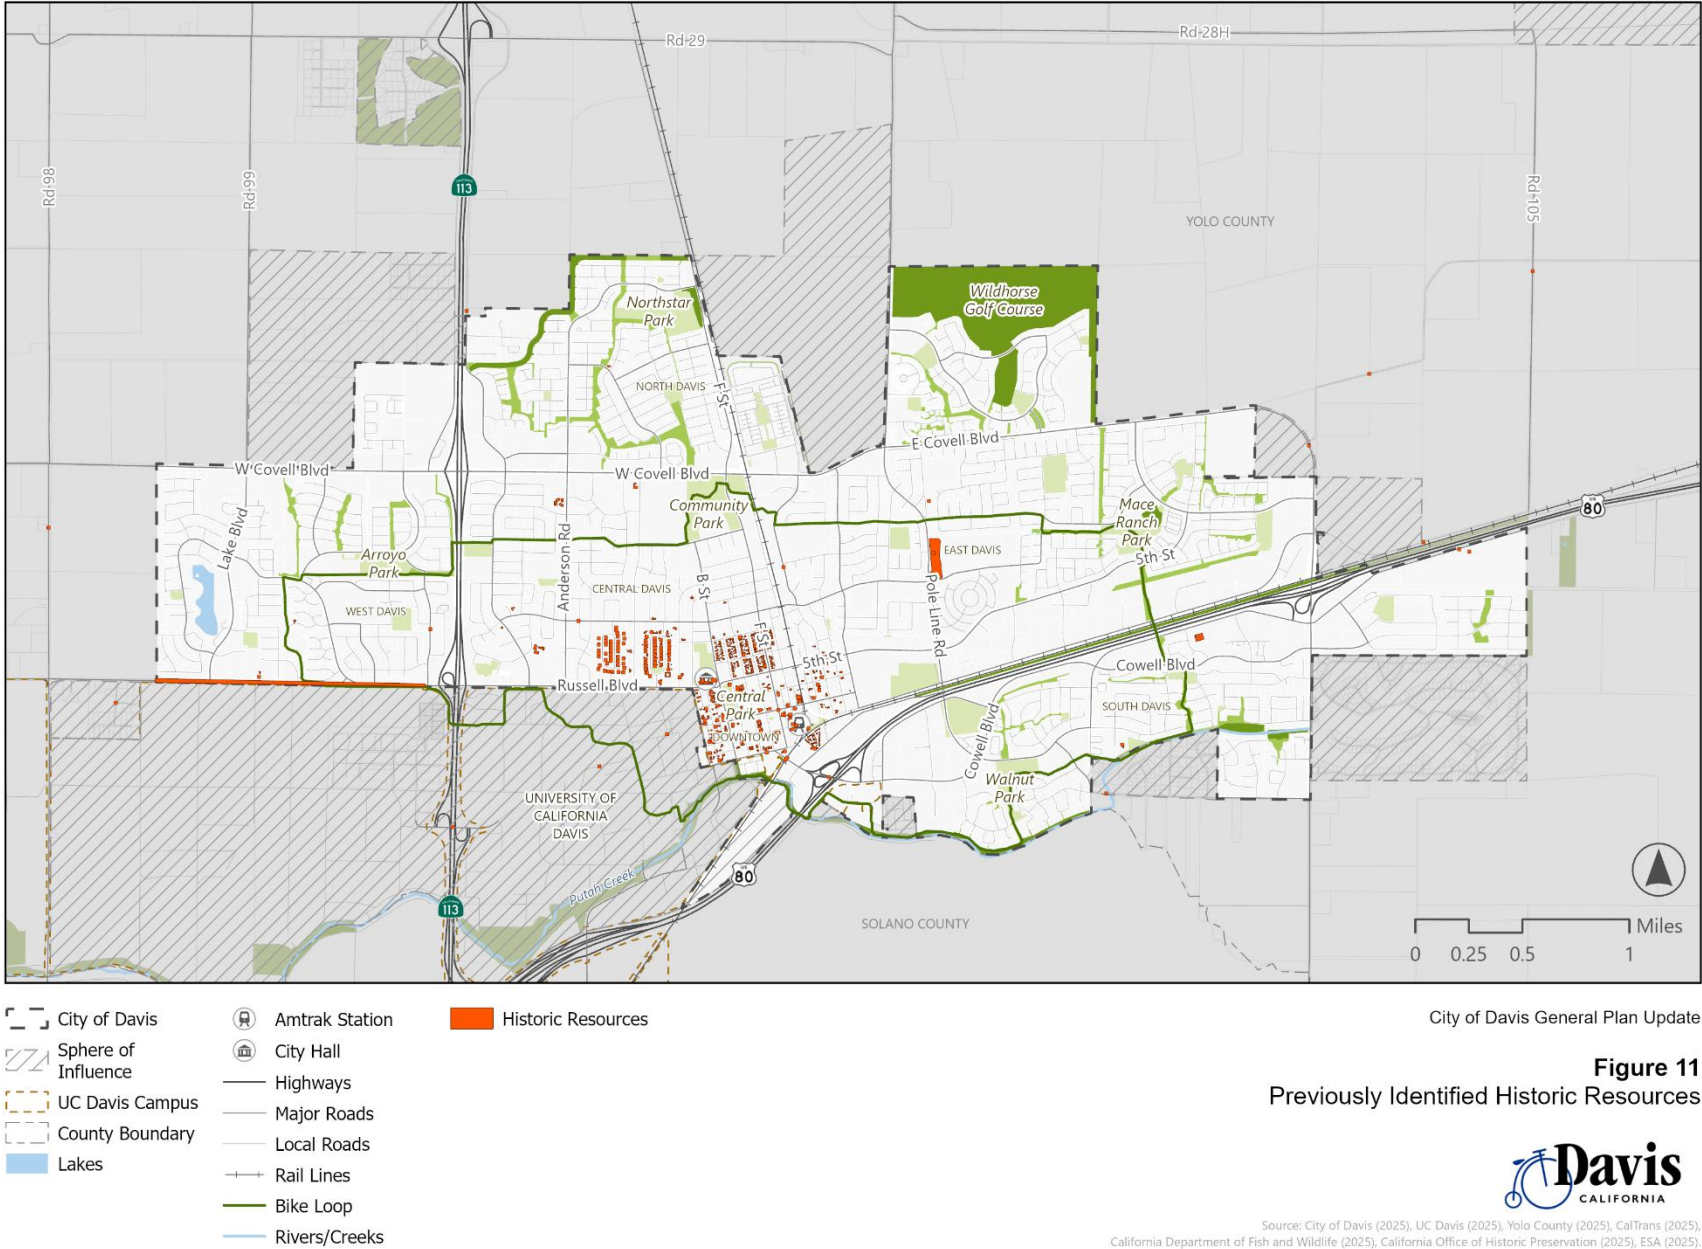 Rd-29
Rd-28H
Rd-98
Rd-99
113
Rd-105
YOLO COUNTY
Wildhorse
Golf Course
Northstar
Park
NORTH DAVIS
F St
E Covell Blvd
W Covell Blvd
W Covell Blvd
80
Community
Park
Mace
Ranch
Park
Lake Blvd
Anderson Rd
Arroyo
Park
EAST DAVIS
5th St
CENTRAL DAVIS
B St
Pole Line Rd
WEST DAVIS
F St
5th St
Cowell Blvd
Russell Blvd
Central
Park
SOUTH DAVIS
DOWNTOWN
Cowell Blvd
Walnut
Park
UNIVERSITY OF
CALIFORNIA
DAVIS
80
Putah Creek
113
SOLANO COUNTY
Miles
0 0.25 0.5 1
City of Davis
Sphere of
Influence
UC Davis Campus
County Boundary
Lakes
Amtrak Station
City Hall
Highways
Major Roads
Local Roads
Rail Lines
Bike Loop
Rivers/Creeks
Historic Resources
City of Davis General Plan Update
Figure 11
Previously Identified Historic Resources
Davis
CALIFORNIA
Source: City of Davis (2025), UC Davis (2025), Yolo County (2025), CalTrans (2025),
California Department of Fish and Wildlife (2025), California Office of Historic Preservation (2025), ESA (2025).